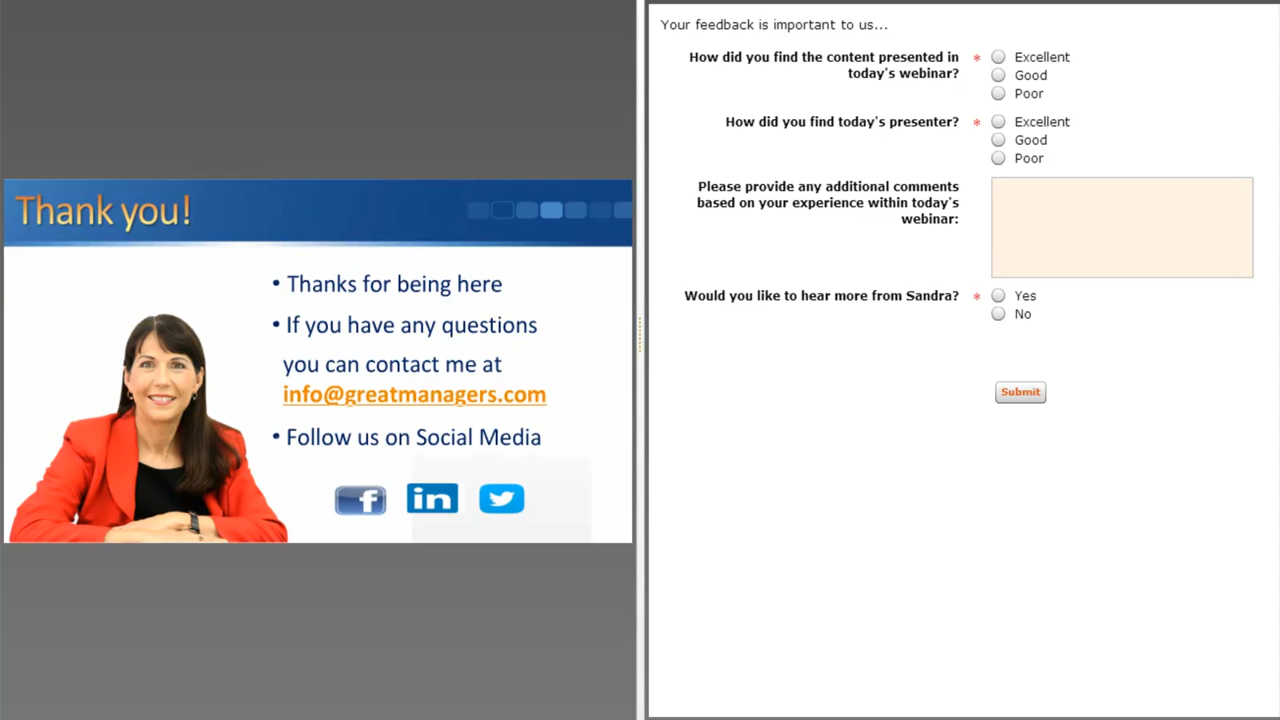 Thank you!
• Thanks for being here
• If you have any questions
you can contact me at
info@greatmanagers.com
• Follow us on Social Media
f in
Your feedback is important to us...
How did you find the content presented in
today's webinar?
* Excellent
Good
Poor
How did you find today's presenter? * Excellent
Good
Poor
Please provide any additional comments
based on your experience within today's
webinar:
Would you like to hear more from Sandra? * Yes
No
Submit